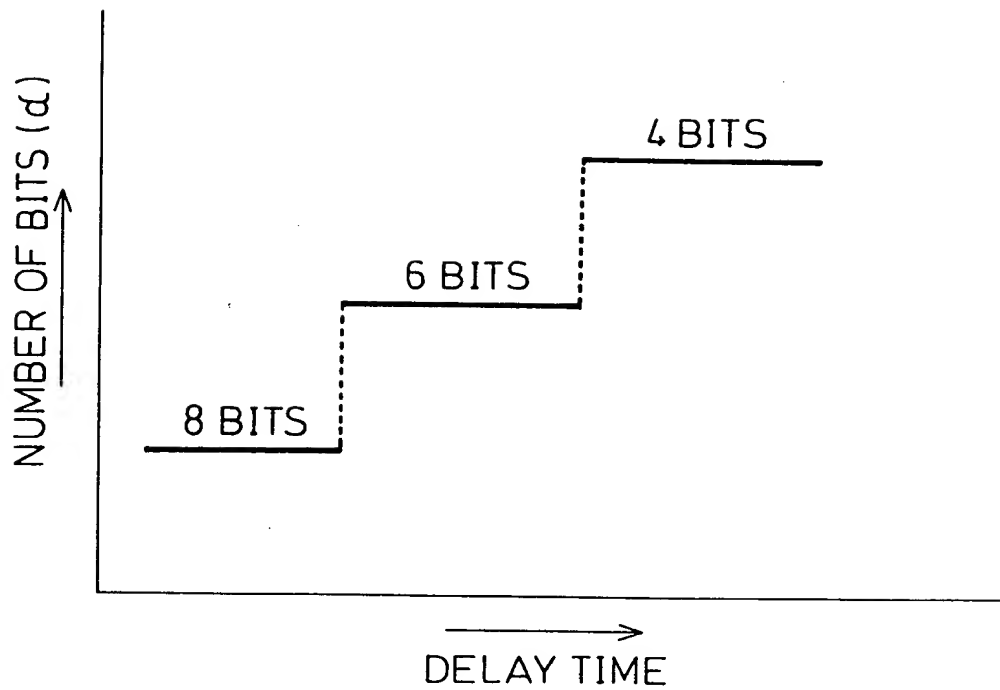 NUMBER OF BITS (d)
4 BITS
6 BITS
8 BITS
DELAY TIME